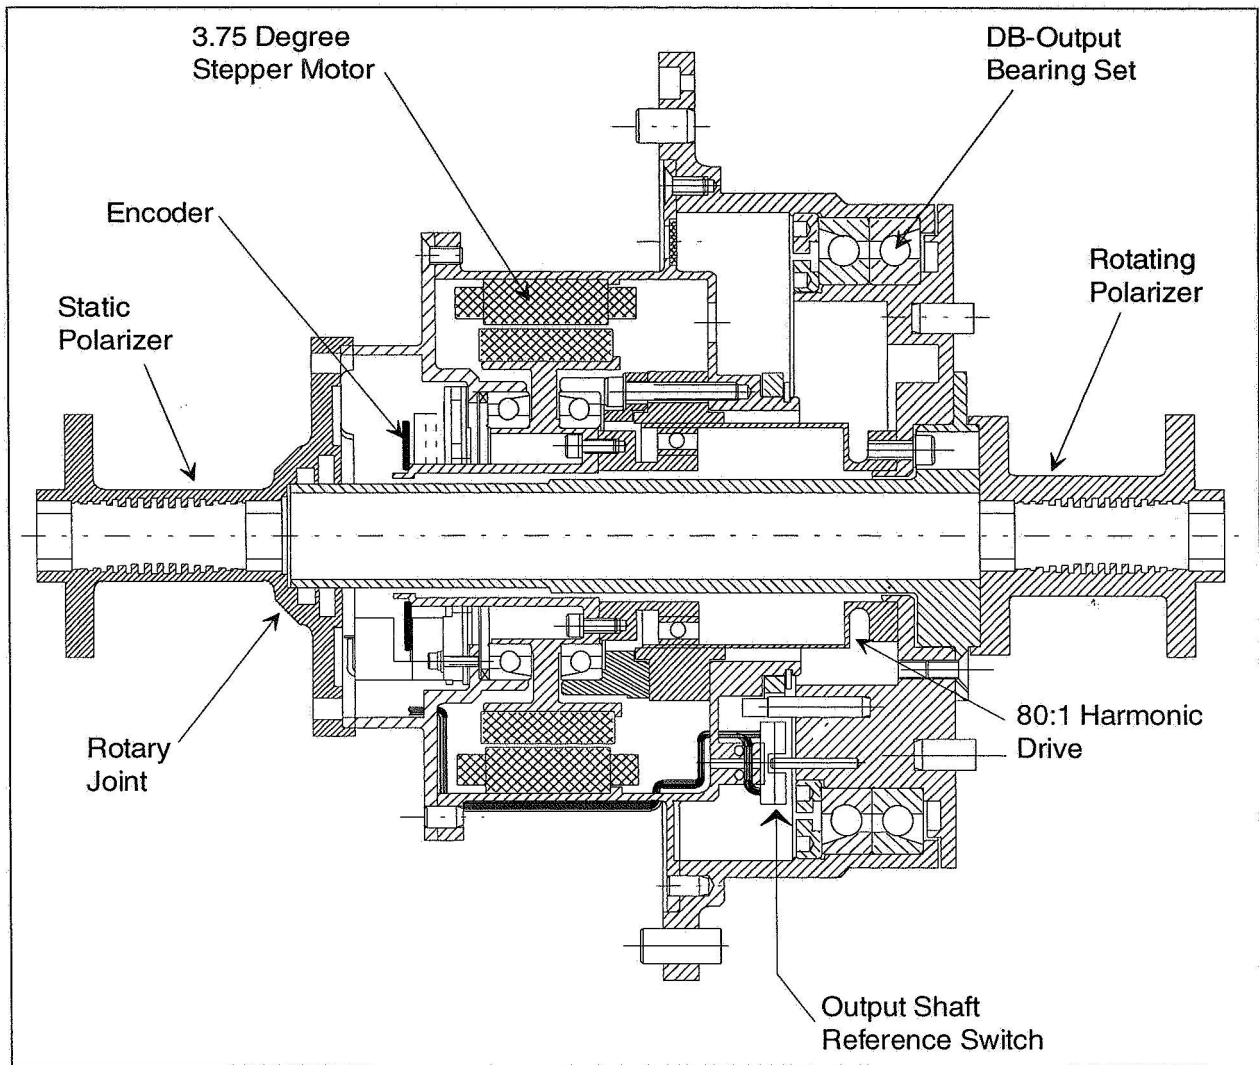 3.75 Degree
Stepper Motor
DB-Output
Bearing Set
Encoder
Rotating
Polarizer
Static
Polarizer
80:1 Harmonic
Drive
Rotary
Joint
Output Shaft
Reference Switch